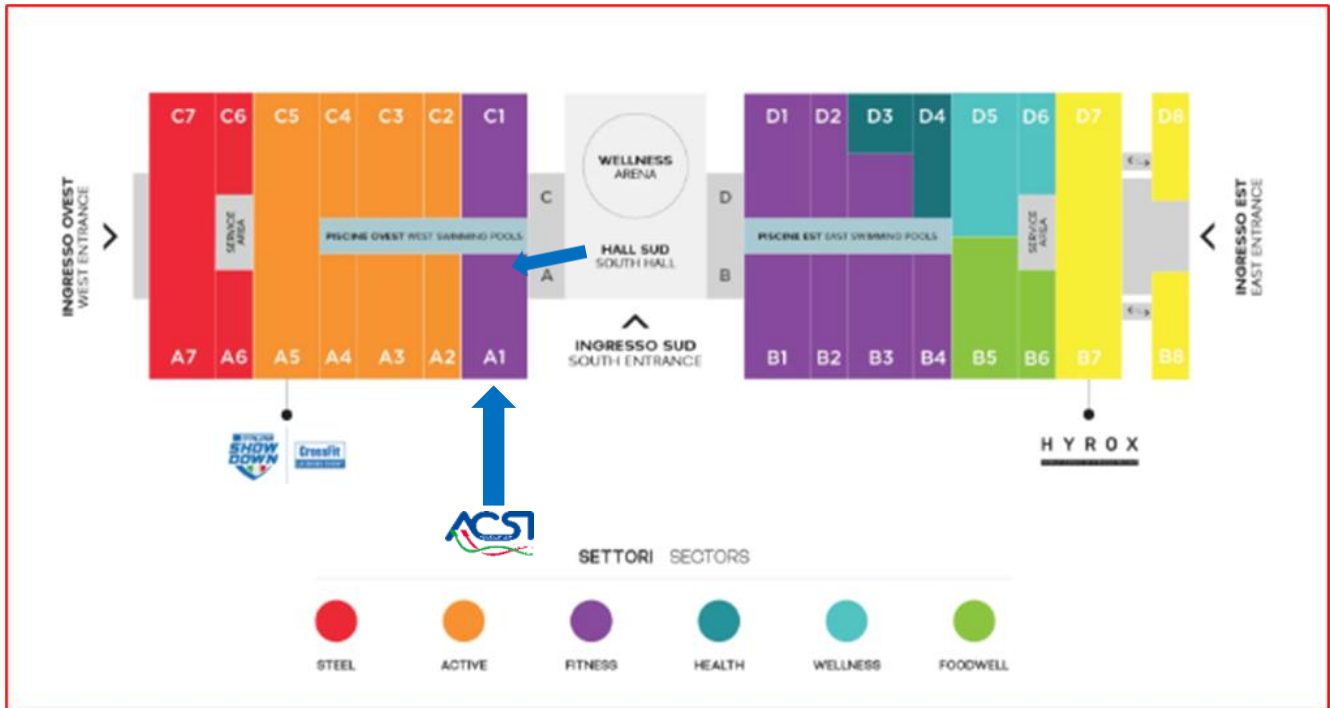 C7 C6 C5 C4 C3 C2 C1
WELLNESS
ARENA
D1 D2 D3 D4 D5 D6 D7 D8
INGRESSO OVEST
WEST ENTRANCE
SERVICE
AREA
PISCINE OVEST WEST SWIMMING POOLS
C
A
HALL SUD
SOUTH HALL
D
B
PISCINE EST EAST SWIMMING POOLS
SERVICE
AREA
INGRESSO EST
EAST ENTRANCE
A7 A6 A5 A4 A3 A2 A1
INGRESSO SUD
SOUTH ENTRANCE
B1 B2 B3 B4 B5 B6 B7 B8
SHOW
DOWN
CrossFit
HYROX
ACSI
SETTORI SECTORS
STEEL ACTIVE FITNESS HEALTH WELLNESS FOODWELL